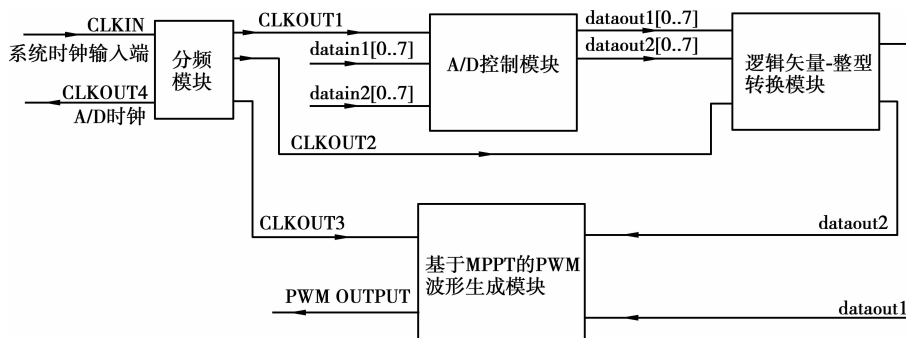 CLKIN
系统时钟输入端
CLKOUT4
A/D时钟
分频
模块
CLKOUT1
datain1[0..7]
datain2[0..7]
CLKOUT2
A/D控制模块
dataout1[0..7]
dataout2[0..7]
逻辑矢量-整型
转换模块
CLKOUT3
PWM OUTPUT
基于MPPT的PWM
波形生成模块
dataout2
dataout1